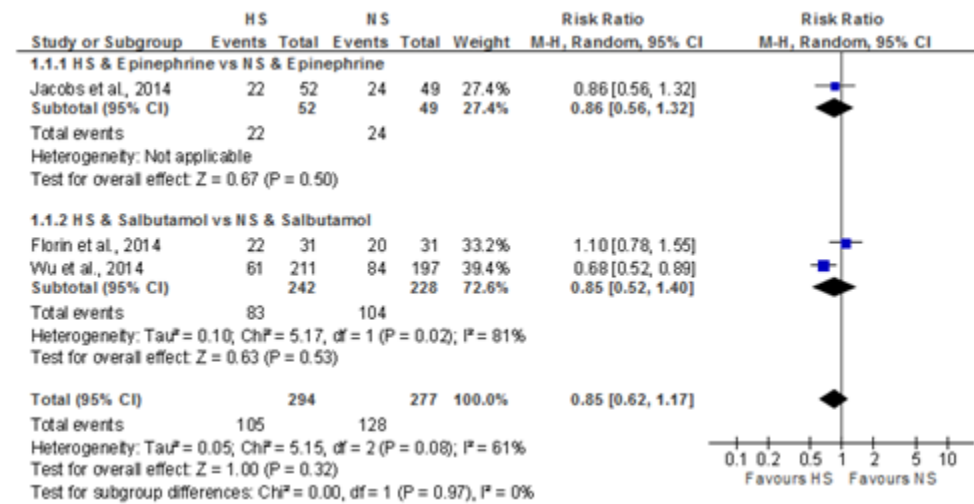 HS NS Risk Ratio Risk Ratio
Study or Subgroup Events Total Events Total Weight M-H, Random, 95% CI M-H, Random, 95% CI
1.1.1 HS & Epinephrine vs NS & Epinephrine
Jacobs et al., 2014 22 52 24 49 27.4% 0.86 [0.56, 1.32]
Subtotal (95% CI) 52 49 27.4% 0.86 [0.56, 1.32]
Total events 22 24
Heterogeneity: Not applicable
Test for overall effect: Z = 0.67 (P = 0.50)
1.1.2 HS & Salbutamol vs NS & Salbutamol
Florin et al., 2014 22 31 20 31 33.2% 1.10 [0.78, 1.55]
Wu et al., 2014 61 211 84 197 39.4% 0.68 [0.52, 0.89]
Subtotal (95% CI) 242 228 72.6% 0.85 [0.52, 1.40]
Total events 83 104
Heterogeneity: Tau² = 0.10; Chi² = 5.17, df = 1 (P = 0.02); I² = 81%
Test for overall effect: Z = 0.63 (P = 0.53)
Total (95% CI) 294 277 100.0% 0.85 [0.62, 1.17]
Total events 105 128
Heterogeneity: Tau² = 0.05; Chi² = 5.15, df = 2 (P = 0.08); I² = 61%
Test for overall effect: Z = 1.00 (P = 0.32)
Test for subgroup differences: Chi² = 0.00, df = 1 (P = 0.97), I² = 0%
0.1 0.2 0.5 1 2 5 10
Favours HS Favours NS